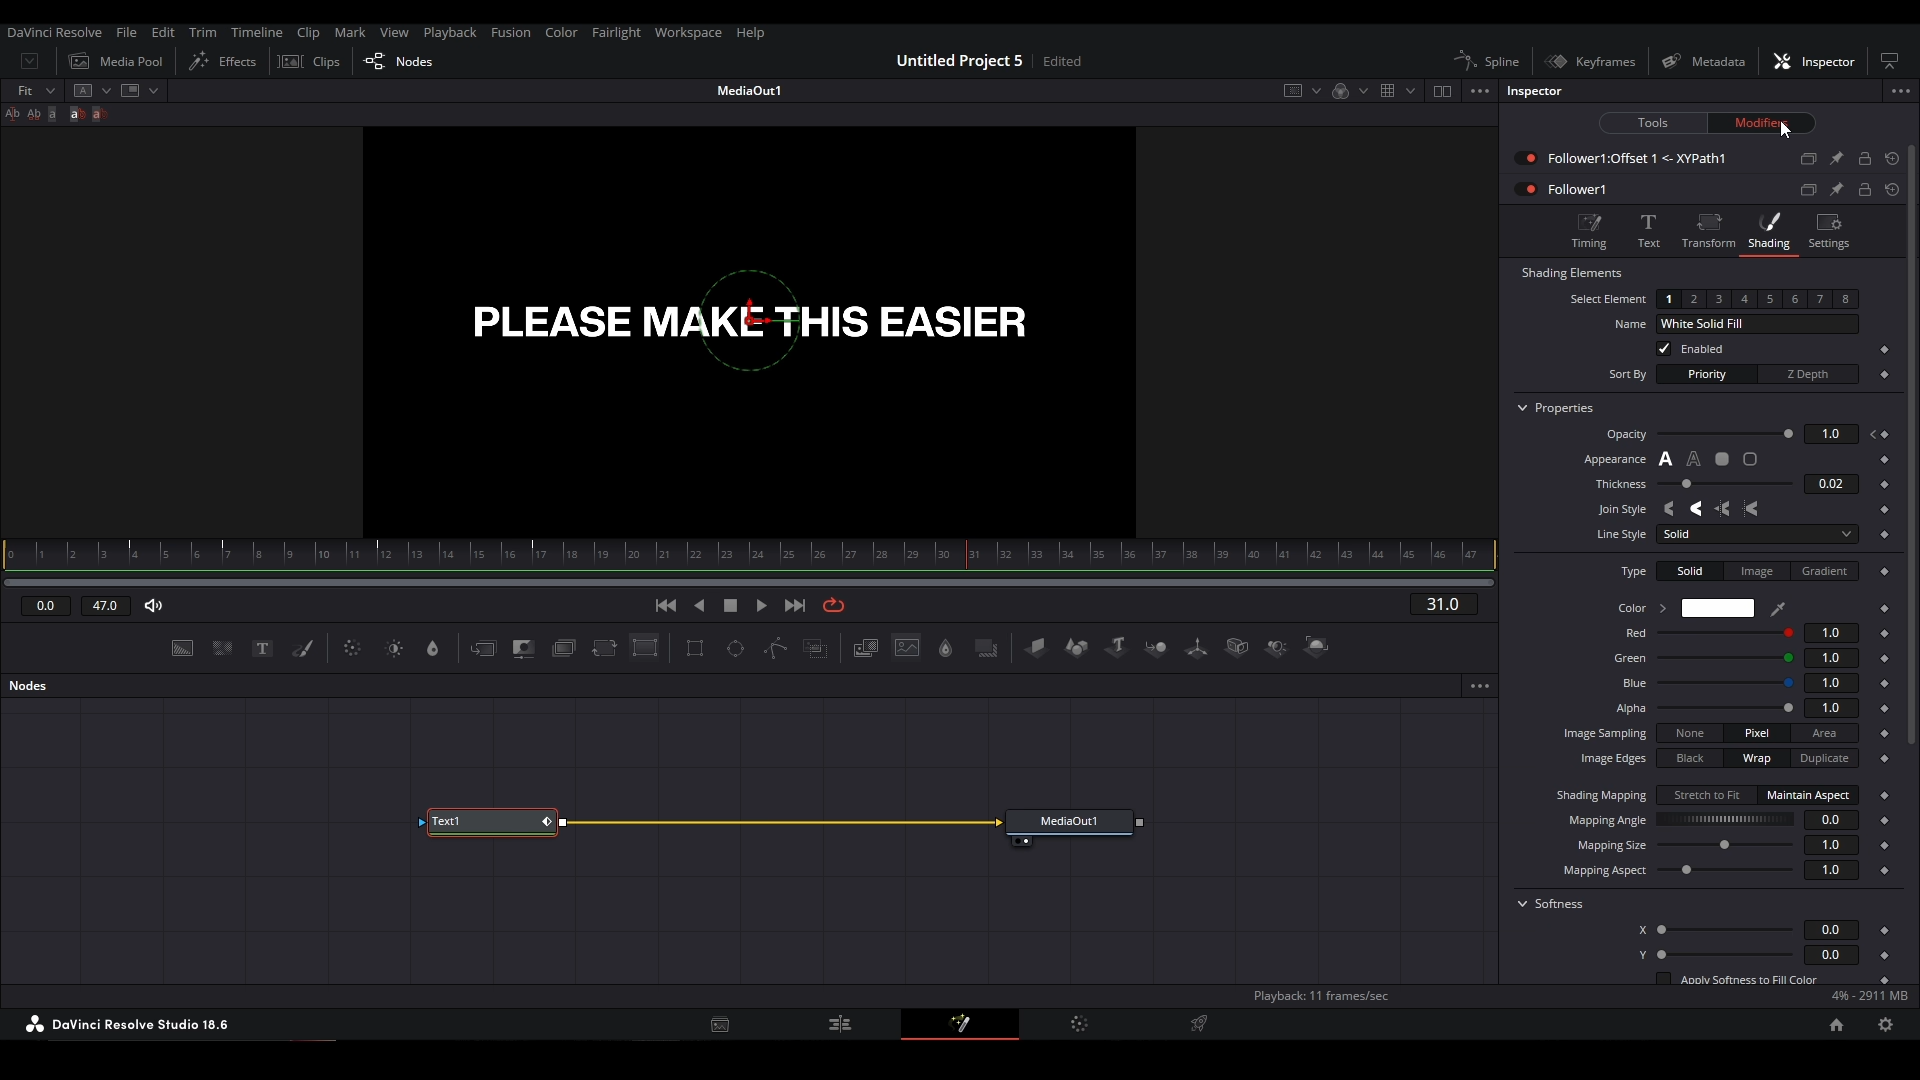 DaVinci Resolve File Edit Trim Timeline Clip Mark View Playback Fusion Color Fairlight Workspace Help
Media Pool Effects Clips Nodes Untitled Project 5 Edited Spline Keyframes Metadata Inspector
Fit A MediaOut1 Inspector
Ab Ab a ab a
Tools Modifiers
Follower1:Offset 1 <- XYPath1
Follower1
Timing Text Transform Shading Settings
Shading Elements
Select Element 1 2 3 4 5 6 7 8
Name White Solid Fill
Enabled
Sort By Priority Z Depth
PLEASE MAKE THIS EASIER
Properties
Opacity 1.0
Appearance A A
Thickness 0.02
Join Style
Line Style Solid
0 1 2 3 4 5 6 7 8 9 10 11 12 13 14 15 16 17 18 19 20 21 22 23 24 25 26 27 28 29 30 31 32 33 34 35 36 37 38 39 40 41 42 43 44 45 46 47
Type Solid Image Gradient
0.0 47.0 31.0
Color
Red 1.0
Green 1.0
Blue 1.0
Alpha 1.0
Image Sampling None Pixel Area
Image Edges Black Wrap Duplicate
Shading Mapping Stretch to Fit Maintain Aspect
Mapping Angle 0.0
Mapping Size 1.0
Mapping Aspect 1.0
Softness
X 0.0
Y 0.0
Apply Softness to Fill Color
T T
Nodes
Text1 MediaOut1
Playback: 11 frames/sec 4% - 2911 MB
DaVinci Resolve Studio 18.6